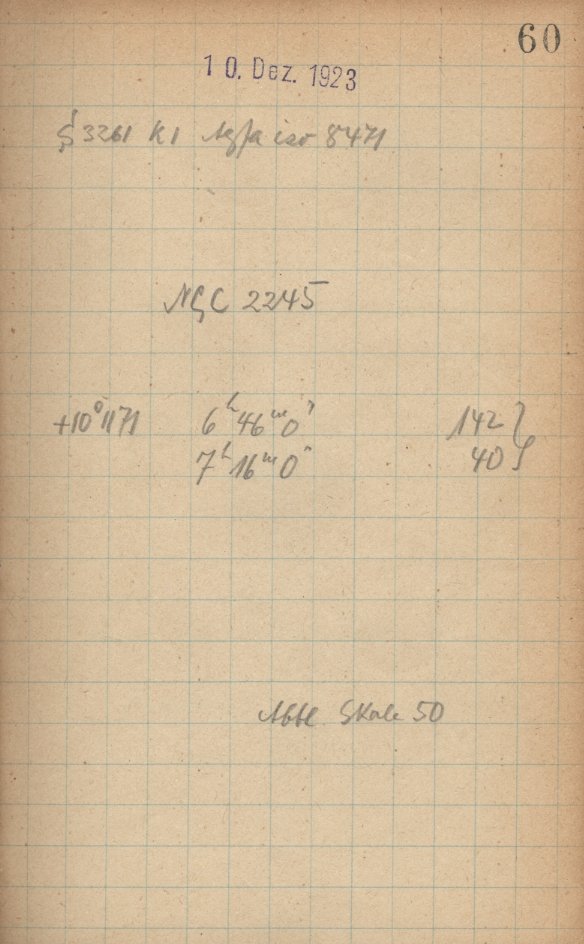 60
10. Dez. 1923
S 3261 K1 Agfa iso 8471
NGC 2245
+10° 1171 6ʰ 46ᵐ 0ˢ 142 }
7ʰ 16ᵐ 0ˢ 40
Skale 50